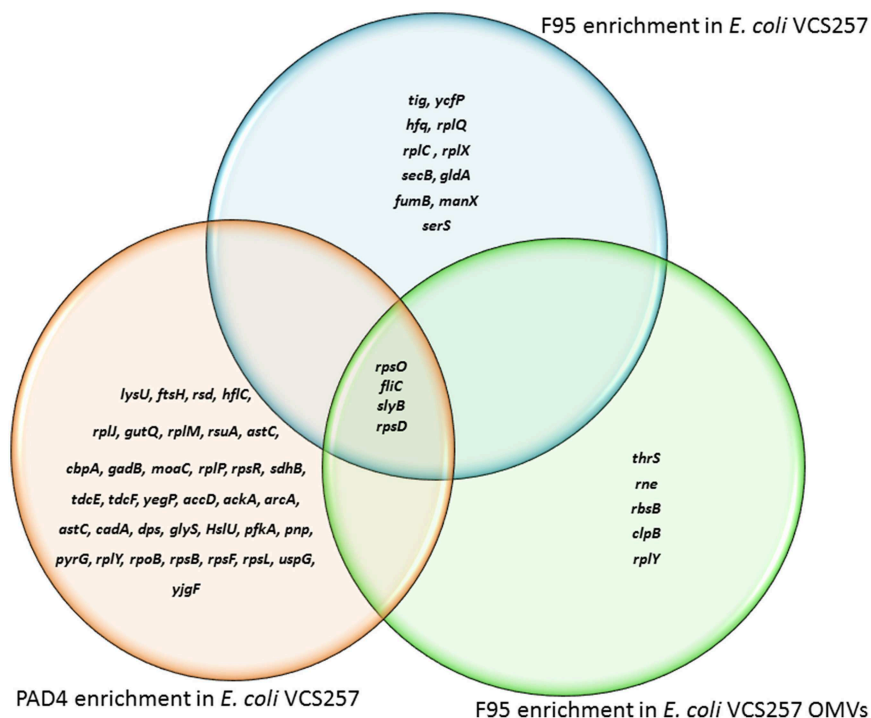 F95 enrichment in E. coli VCS257
tig, ycfP
hfq, rplQ
rplC , rplX
secB, gldA
fumB, manX
serS
rpsO
fliC
slyB
rpsD
lysU, ftsH, rsd, hflC,
rplJ, gutQ, rplM, rsuA, astC,
cbpA, gadB, moaC, rplP, rpsR, sdhB,
tdcE, tdcF, yegP, accD, ackA, arcA,
astC, cadA, dps, glyS, HslU, pfkA, pnp,
pyrG, rplY, rpoB, rpsB, rpsF, rpsL, uspG,
yjgF
thrS
rne
rbsB
clpB
rplY
PAD4 enrichment in E. coli VCS257
F95 enrichment in E. coli VCS257 OMVs